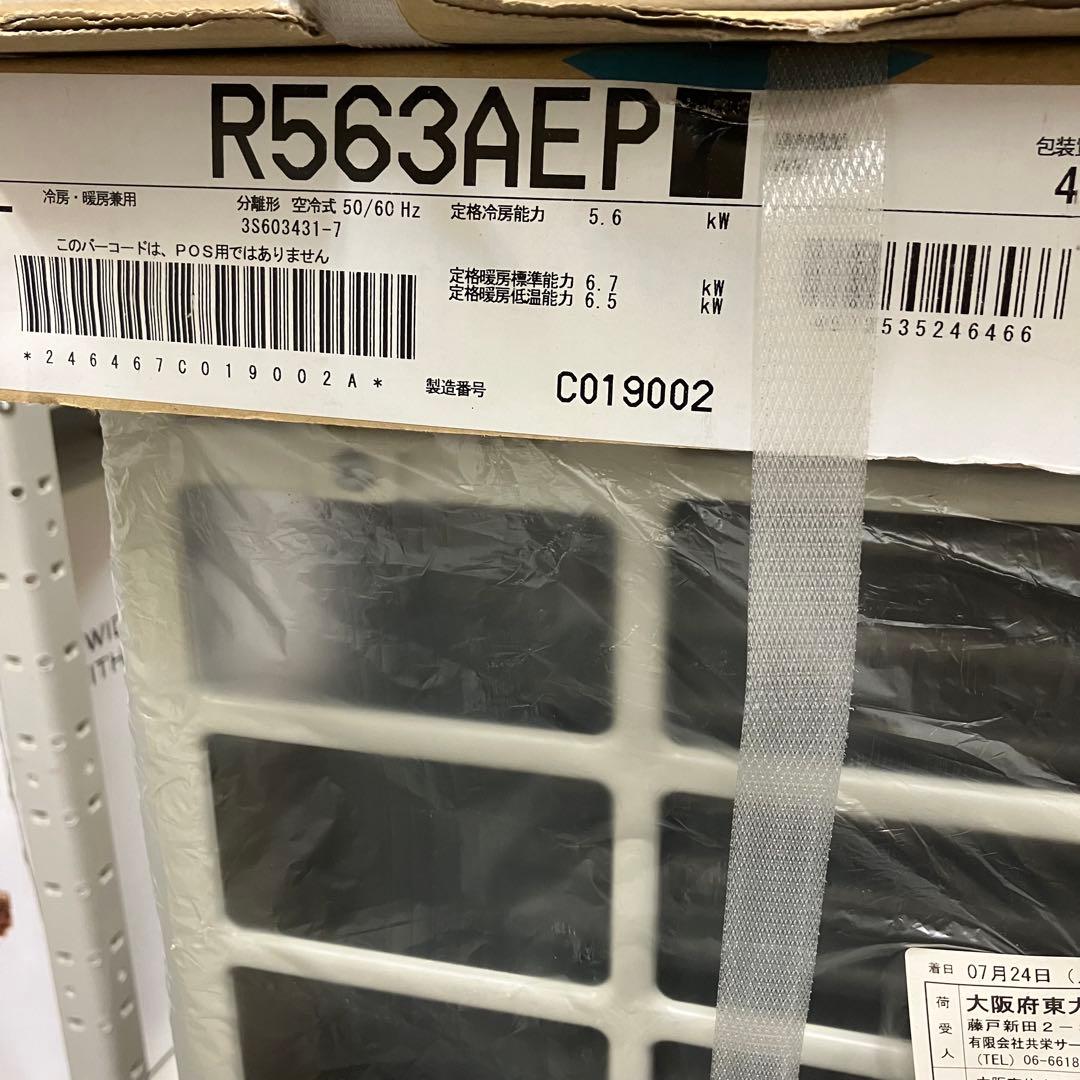 R563AEP
包装
4
冷房・暖房兼用
分離形 空冷式 50/60 Hz
3S603431-7
定格冷房能力 5.6 kW
このバーコードは、POS用ではありません
定格暖房標準能力 6.7 kW
定格暖房低温能力 6.5 kW
535246466
*246467C019002A*
製造番号 C019002
着日 07月24日 (
荷受人
大阪府東大
藤戸新田2-
有限会社共栄サー
(TEL) 06-6618